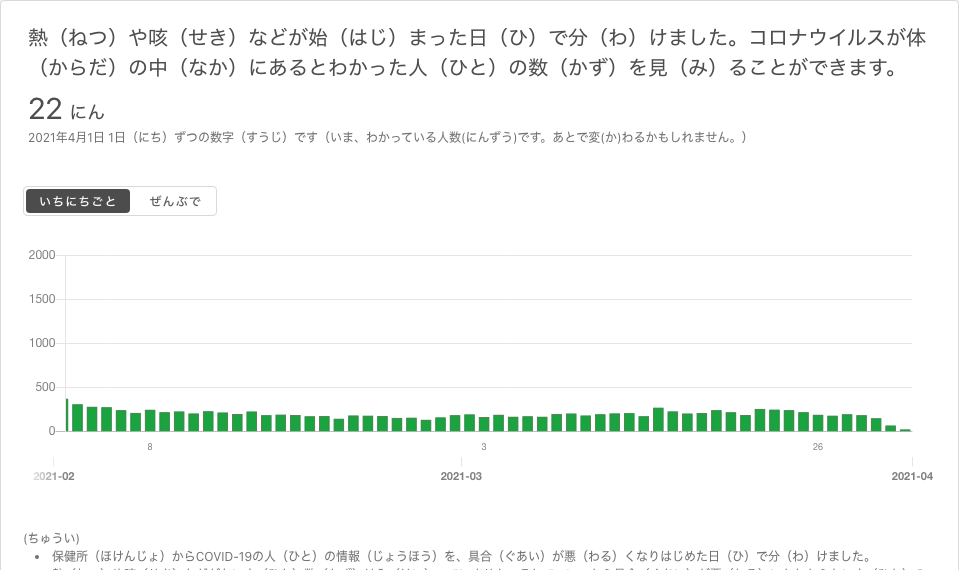 熱（ねつ）や咳（せき）などが始（はじ）まった日（ひ）で分（わ）けました。コロナウイルスが体
（からだ）の中（なか）にあるとわかった人（ひと）の数（かず）を見（み）ることができます。
22 にん
2021年4月1日 1日（にち）ずつの数字（すうじ）です（いま、わかっている人数(にんずう)です。あとで変(か)わるかもしれません。）
いちにちごと ぜんぶで
2000
1500
1000
500
0
8 3 26
2021-02 2021-03 2021-04
(ちゅうい)
• 保健所（ほけんじょ）からCOVID-19の人（ひと）の情報（じょうほう）を、具合（ぐあい）が悪（わる）くなりはじめた日（ひ）で分（わ）けました。